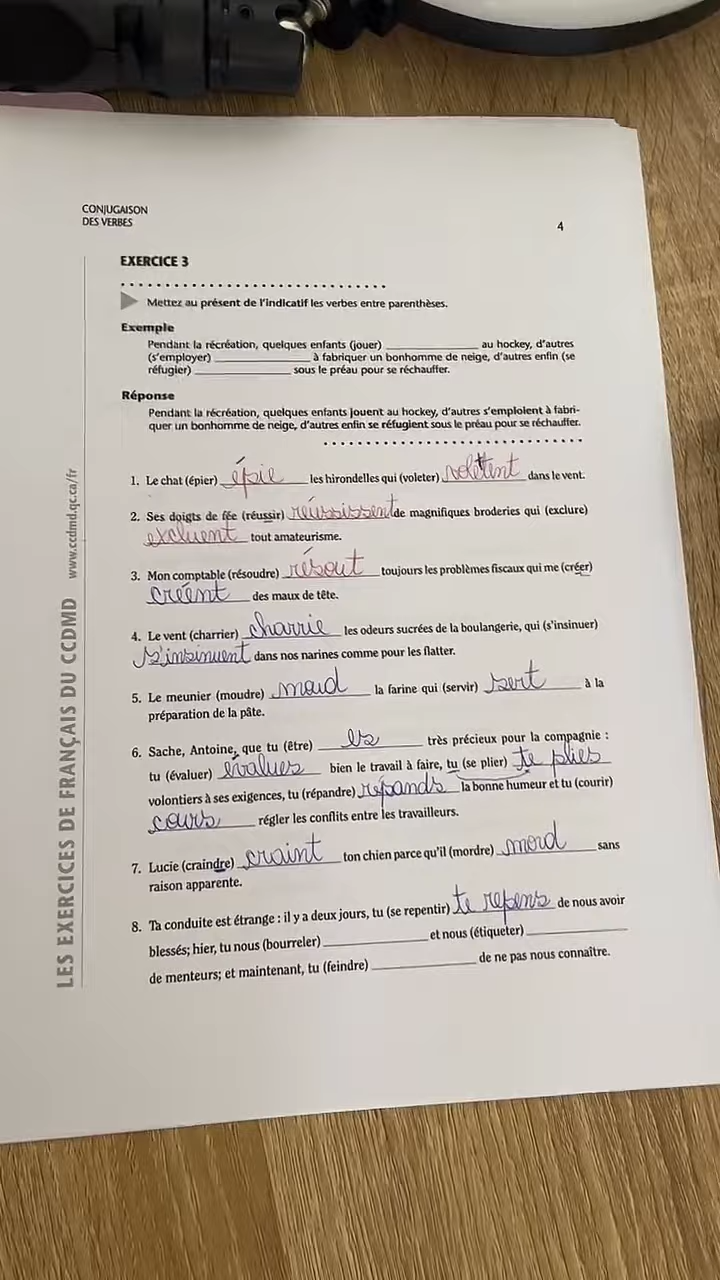 CONJUGAISON
DES VERBES
4
EXERCICE 3
Mettez au présent de l'indicatif les verbes entre parenthèses.
Exemple
Pendant la récréation, quelques enfants (jouer) ____________ au hockey, d'autres
(s'employer) ____________ à fabriquer un bonhomme de neige, d'autres enfin (se
réfugier) ____________ sous le préau pour se réchauffer.
Réponse
Pendant la récréation, quelques enfants jouent au hockey, d'autres s'emploient à fabri-
quer un bonhomme de neige, d'autres enfin se réfugient sous le préau pour se réchauffer.
1. Le chat (épier) épie les hirondelles qui (voleter) volètent dans le vent.
2. Ses doigts de fée (réussir) réussissent de magnifiques broderies qui (exclure)
excluent tout amateurisme.
3. Mon comptable (résoudre) résout toujours les problèmes fiscaux qui me (créer)
créent des maux de tête.
4. Le vent (charrier) charrie les odeurs sucrées de la boulangerie, qui (s'insinuer)
s'insinuent dans nos narines comme pour les flatter.
5. Le meunier (moudre) moud la farine qui (servir) sert à la
préparation de la pâte.
6. Sache, Antoine, que tu (être) es très précieux pour la compagnie :
tu (évaluer) évalues bien le travail à faire, tu (se plier) te plies
volontiers à ses exigences, tu (répandre) répands la bonne humeur et tu (courir)
cours régler les conflits entre les travailleurs.
7. Lucie (craindre) craint ton chien parce qu'il (mordre) mord sans
raison apparente.
8. Ta conduite est étrange : il y a deux jours, tu (se repentir) te repens de nous avoir
blessés; hier, tu nous (bourreler) ____________ et nous (étiqueter) ____________
de menteurs; et maintenant, tu (feindre) ____________ de ne pas nous connaître.
LES EXERCICES DE FRANÇAIS DU CCDMD www.ccdmd.qc.ca/fr